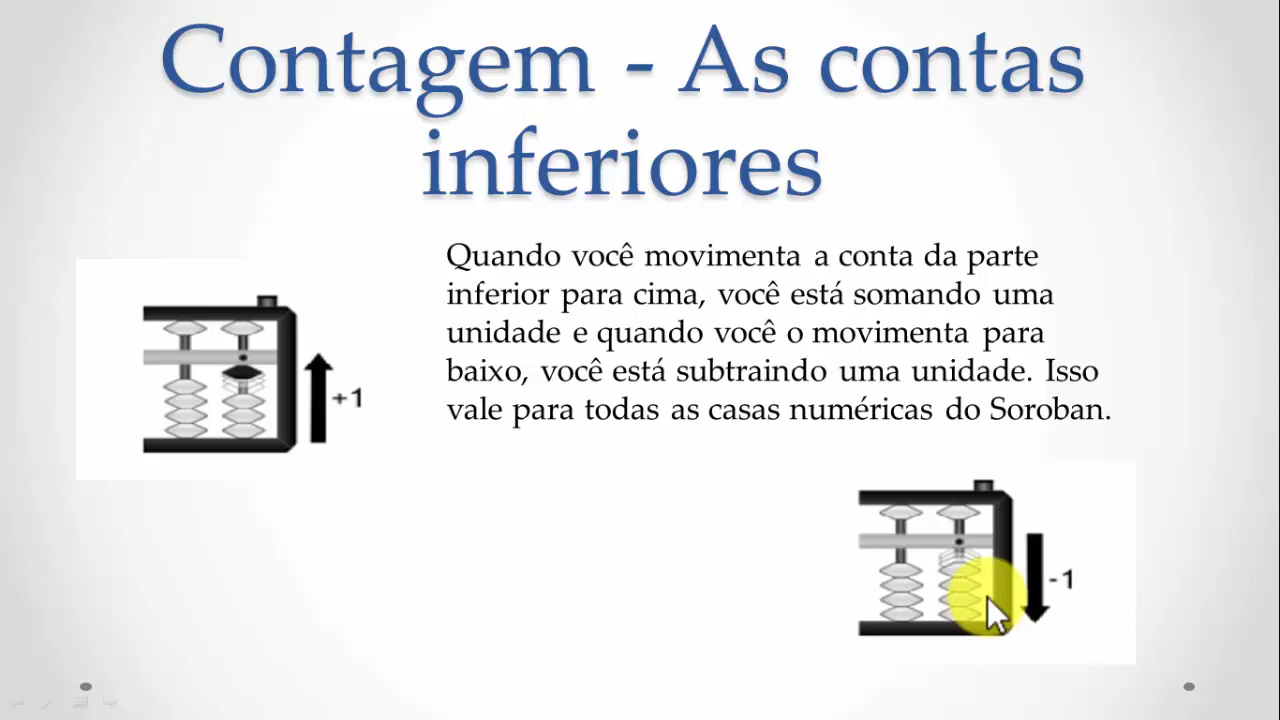 Contagem - As contas
inferiores
Quando você movimenta a conta da parte
inferior para cima, você está somando uma
unidade e quando você o movimenta para
baixo, você está subtraindo uma unidade. Isso
vale para todas as casas numéricas do Soroban.
+1
-1